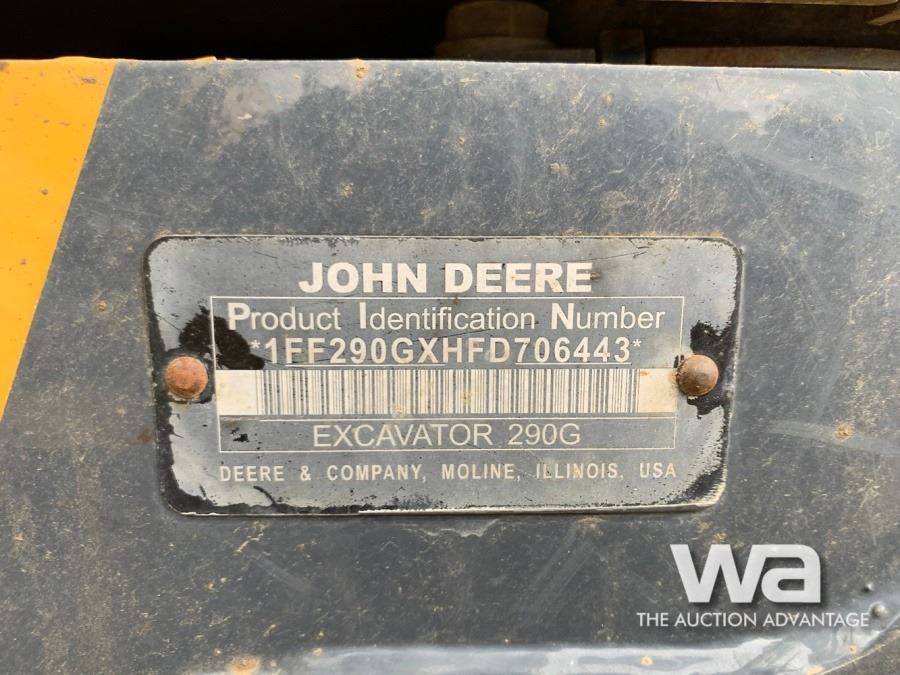 JOHN DEERE
Product Identification Number
*1FF290GXHFD706443*
EXCAVATOR 290G
DEERE & COMPANY, MOLINE, ILLINOIS, USA
wa
THE AUCTION ADVANTAGE